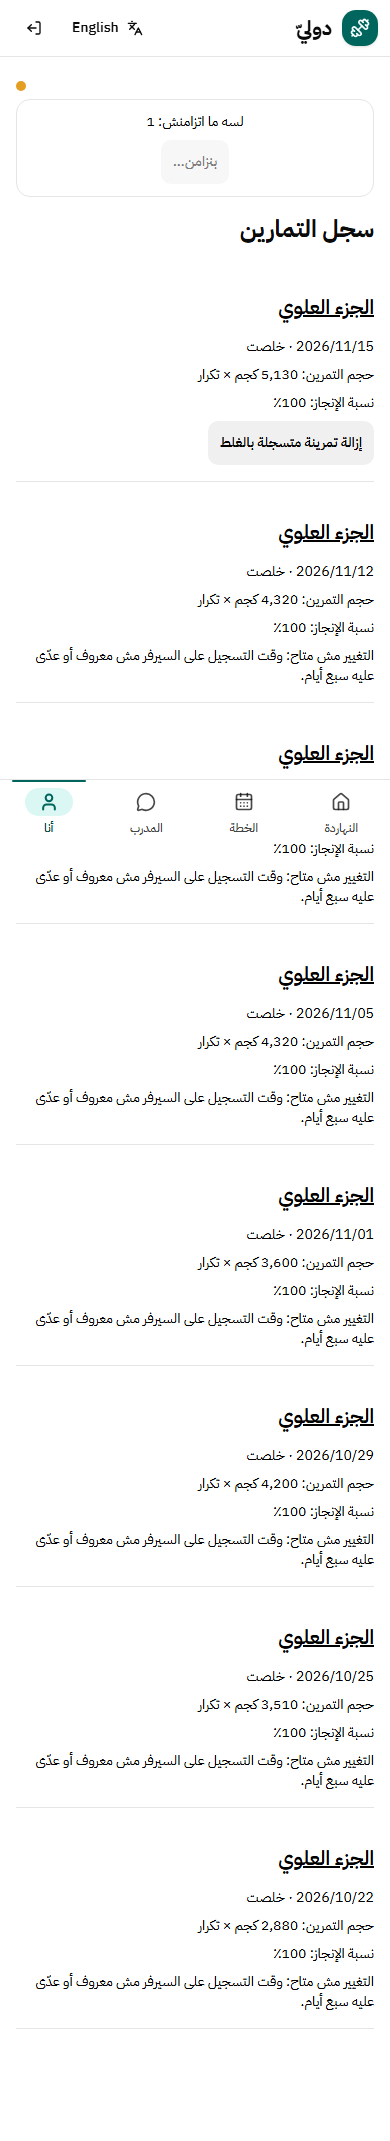 دوليّ
English
لسه ما اتزامنش: 1
بنزامن...
سجل التمارين
الجزء العلوي
2026/11/15 · خلصت
حجم التمرين: 5,130 كجم × تكرار
نسبة الإنجاز: 100٪
إزالة تمرينة متسجلة بالغلط
الجزء العلوي
2026/11/12 · خلصت
حجم التمرين: 4,320 كجم × تكرار
نسبة الإنجاز: 100٪
التغيير مش متاح: وقت التسجيل على السيرفر مش معروف أو عدّى
عليه سبع أيام.
الجزء العلوي
النهاردة
الخطة
المدرب
أنا
نسبة الإنجاز: 100٪
التغيير مش متاح: وقت التسجيل على السيرفر مش معروف أو عدّى
عليه سبع أيام.
الجزء العلوي
2026/11/05 · خلصت
حجم التمرين: 4,320 كجم × تكرار
نسبة الإنجاز: 100٪
التغيير مش متاح: وقت التسجيل على السيرفر مش معروف أو عدّى
عليه سبع أيام.
الجزء العلوي
2026/11/01 · خلصت
حجم التمرين: 3,600 كجم × تكرار
نسبة الإنجاز: 100٪
التغيير مش متاح: وقت التسجيل على السيرفر مش معروف أو عدّى
عليه سبع أيام.
الجزء العلوي
2026/10/29 · خلصت
حجم التمرين: 4,200 كجم × تكرار
نسبة الإنجاز: 100٪
التغيير مش متاح: وقت التسجيل على السيرفر مش معروف أو عدّى
عليه سبع أيام.
الجزء العلوي
2026/10/25 · خلصت
حجم التمرين: 3,510 كجم × تكرار
نسبة الإنجاز: 100٪
التغيير مش متاح: وقت التسجيل على السيرفر مش معروف أو عدّى
عليه سبع أيام.
الجزء العلوي
2026/10/22 · خلصت
حجم التمرين: 2,880 كجم × تكرار
نسبة الإنجاز: 100٪
التغيير مش متاح: وقت التسجيل على السيرفر مش معروف أو عدّى
عليه سبع أيام.